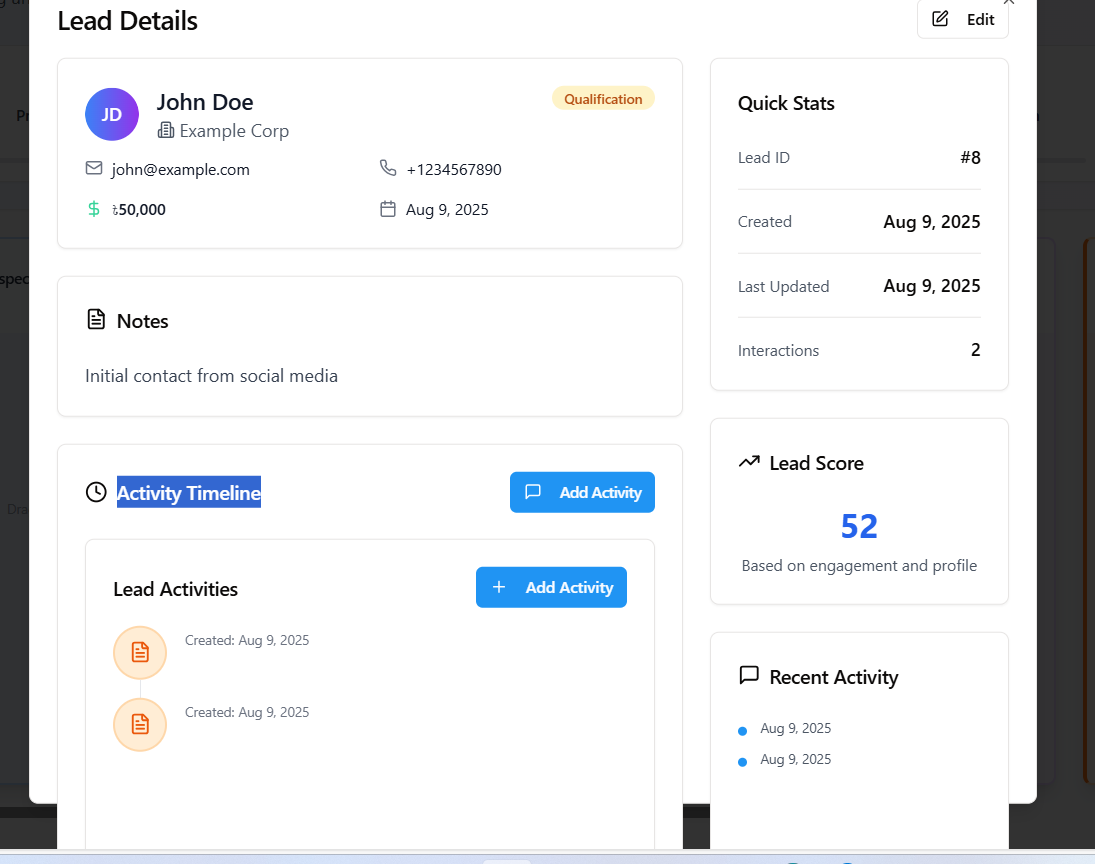 Lead Details
Edit
JD
John Doe
Example Corp
Qualification
john@example.com
+1234567890
$ ৳50,000
Aug 9, 2025
Notes
Initial contact from social media
Activity Timeline
Add Activity
Lead Activities
+ Add Activity
Created: Aug 9, 2025
Created: Aug 9, 2025
Quick Stats
Lead ID
#8
Created
Aug 9, 2025
Last Updated
Aug 9, 2025
Interactions
2
Lead Score
52
Based on engagement and profile
Recent Activity
Aug 9, 2025
Aug 9, 2025